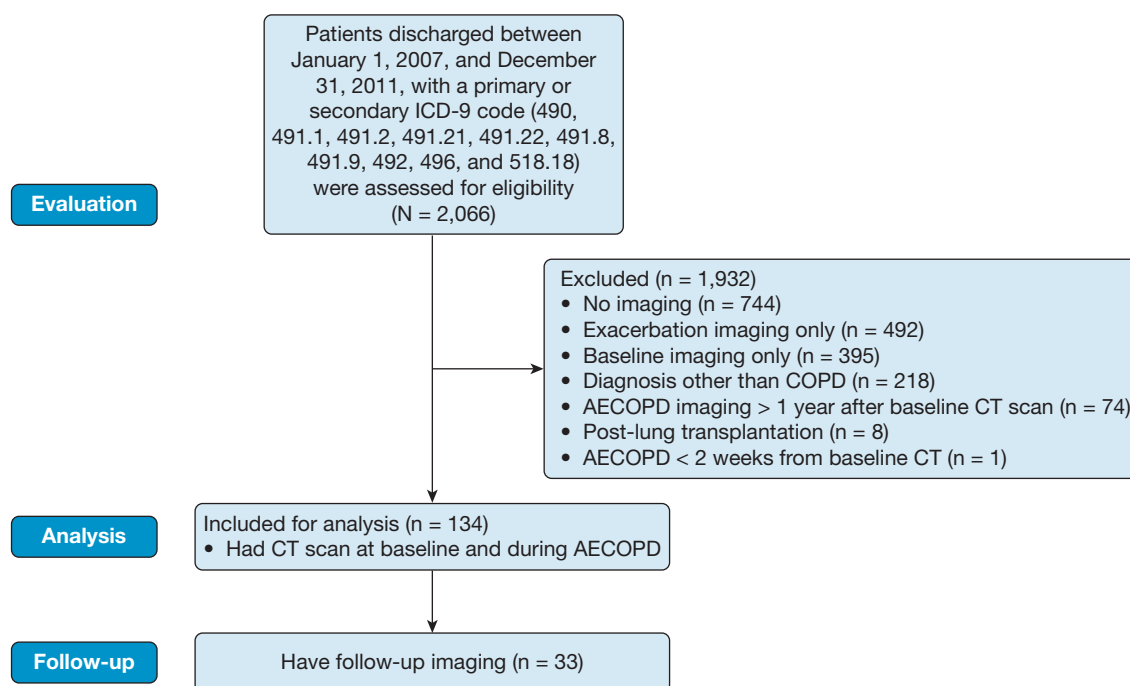 Patients discharged between
January 1, 2007, and December
31, 2011, with a primary or
secondary ICD-9 code (490,
491.1, 491.2, 491.21, 491.22, 491.8,
491.9, 492, 496, and 518.18)
were assessed for eligibility
(N = 2,066)
Evaluation
Excluded (n = 1,932)
• No imaging (n = 744)
• Exacerbation imaging only (n = 492)
• Baseline imaging only (n = 395)
• Diagnosis other than COPD (n = 218)
• AECOPD imaging > 1 year after baseline CT scan (n = 74)
• Post-lung transplantation (n = 8)
• AECOPD < 2 weeks from baseline CT (n = 1)
Analysis
Included for analysis (n = 134)
• Had CT scan at baseline and during AECOPD
Follow-up
Have follow-up imaging (n = 33)